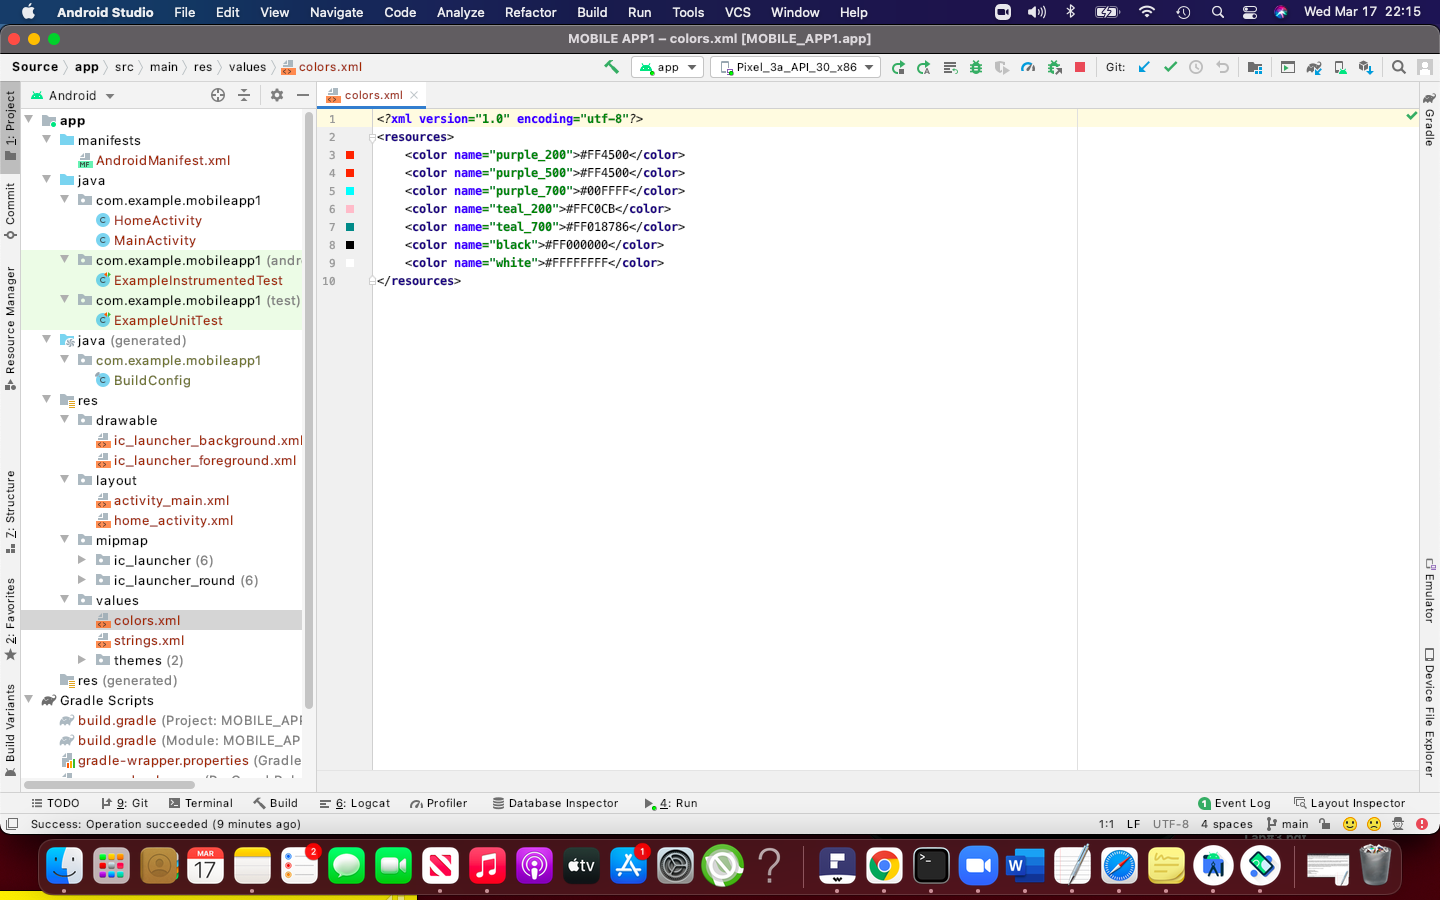 Android Studio File Edit View Navigate Code Analyze Refactor Build Run Tools VCS Window Help Wed Mar 17 22:15
MOBILE APP1 – colors.xml [MOBILE_APP1.app]
Source app src main res values colors.xml app Pixel_3a_API_30_x86 Git:
Android
colors.xml
1: Project
Commit
Resource Manager
Z: Structure
2: Favorites
Build Variants
app
manifests
AndroidManifest.xml
java
com.example.mobileapp1
HomeActivity
MainActivity
com.example.mobileapp1 (andr
ExampleInstrumentedTest
com.example.mobileapp1 (test)
ExampleUnitTest
java (generated)
com.example.mobileapp1
BuildConfig
res
drawable
ic_launcher_background.xml
ic_launcher_foreground.xml
layout
activity_main.xml
home_activity.xml
mipmap
ic_launcher (6)
ic_launcher_round (6)
values
colors.xml
strings.xml
themes (2)
res (generated)
Gradle Scripts
build.gradle (Project: MOBILE_APP
build.gradle (Module: MOBILE_AP
gradle-wrapper.properties (Gradle
1 <?xml version="1.0" encoding="utf-8"?>
2 <resources>
3 <color name="purple_200">#FF4500</color>
4 <color name="purple_500">#FF4500</color>
5 <color name="purple_700">#00FFFF</color>
6 <color name="teal_200">#FFC0CB</color>
7 <color name="teal_700">#FF018786</color>
8 <color name="black">#FF000000</color>
9 <color name="white">#FFFFFFFF</color>
10 </resources>
Gradle
Emulator
Device File Explorer
TODO 9: Git Terminal Build 6: Logcat Profiler Database Inspector 4: Run 1 Event Log Layout Inspector
Success: Operation succeeded (9 minutes ago) 1:1 LF UTF-8 4 spaces main
MAR
17
2
tv
1
W